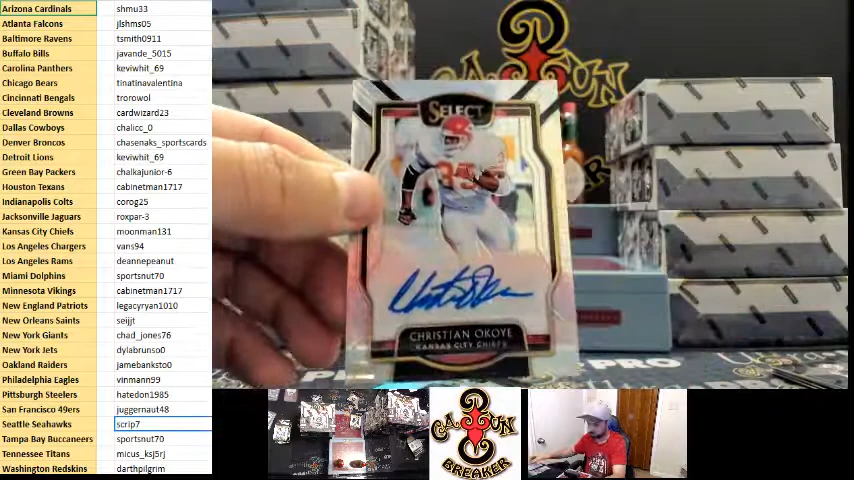 Arizona Cardinals shmu33
Atlanta Falcons jlshms05
Baltimore Ravens tsmith0911
Buffalo Bills javande_5015
Carolina Panthers keviwhit_69
Chicago Bears tinatinavalentina
Cincinnati Bengals trorowol
Cleveland Browns cardwizard23
Dallas Cowboys chalicc_0
Denver Broncos chasenaks_sportscards
Detroit Lions keviwhit_69
Green Bay Packers chalkajunior-6
Houston Texans cabinetman1717
Indianapolis Colts corog25
Jacksonville Jaguars roxpar-3
Kansas City Chiefs moonman131
Los Angeles Chargers vans94
Los Angeles Rams deannepeanut
Miami Dolphins sportsnut70
Minnesota Vikings cabinetman1717
New England Patriots legacyryan1010
New Orleans Saints seijjt
New York Giants chad_jones76
New York Jets dylabruns0
Oakland Raiders jamebanksto0
Philadelphia Eagles vinmann99
Pittsburgh Steelers hatedon1985
San Francisco 49ers juggernaut48
Seattle Seahawks scrip7
Tampa Bay Buccaneers sportsnut70
Tennessee Titans micus_ksj5rj
Washington Redskins darthpilgrim
SELECT
CHRISTIAN OKOYE
KANSAS CITY CHIEFS
PRO
CAJUN
BREAKER